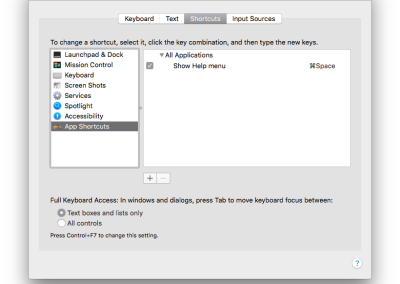 Keyboard Text Shortcuts Input Sources
To change a shortcut, select it, click the key combination, and then type the new keys.
Launchpad & Dock
Mission Control
Keyboard
Screen Shots
Services
Spotlight
Accessibility
App Shortcuts
▼All Applications
Show Help menu ⌘Space
+ −
Full Keyboard Access: In windows and dialogs, press Tab to move keyboard focus between:
Text boxes and lists only
All controls
Press Control+F7 to change this setting.
?